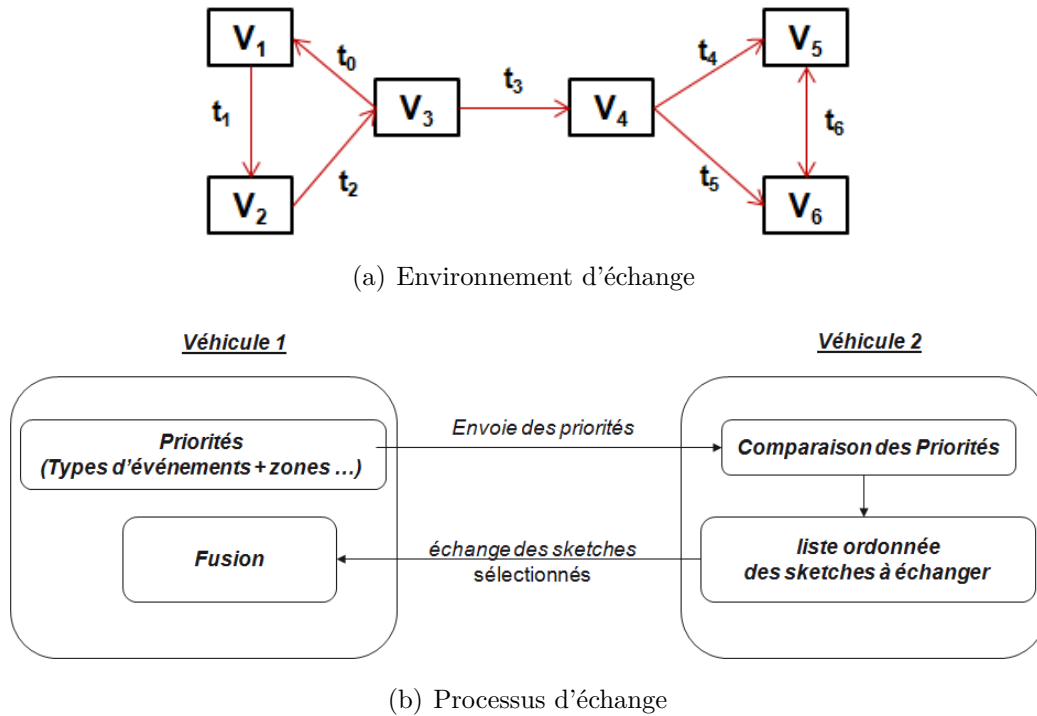 V₁
V₅
t₀
t₄
t₃
t₁
V₃
V₄
t₆
t₂
t₅
V₂
V₆
(a) Environnement d'échange
Véhicule 1
Véhicule 2
Priorités
(Types d'événements + zones …)
Envoie des priorités
Comparaison des Priorités
Fusion
échange des sketches
sélectionnés
liste ordonnée
des sketches à échanger
(b) Processus d'échange